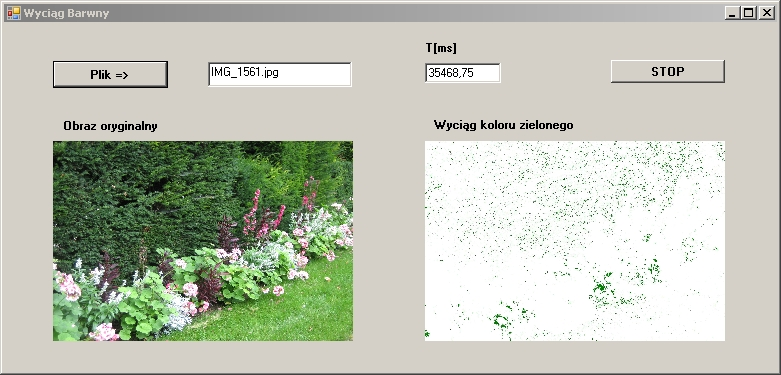 Wyciąg Barwny
T[ms]
Plik =>
IMG_1561.jpg
35468,75
STOP
Obraz oryginalny
Wyciąg koloru zielonego